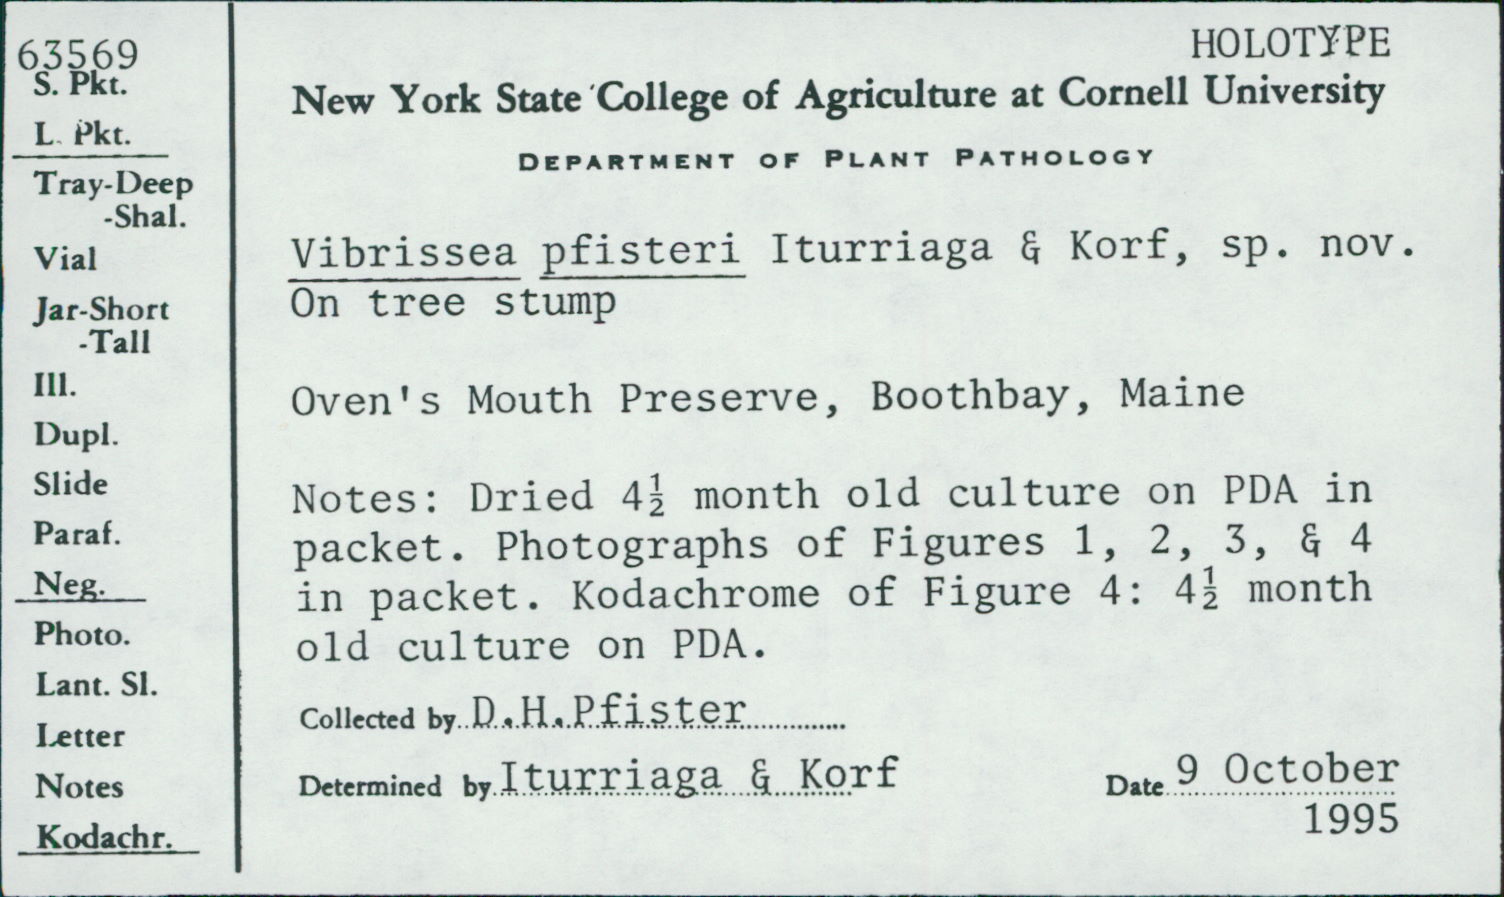 63569
S. Pkt.
L. Pkt.
Tray-Deep
-Shal.
Vial
Jar-Short
-Tall
Ill.
Dupl.
Slide
Paraf.
Neg.
Photo.
Lant. Sl.
Letter
Notes
Kodachr.
HOLOTYPE
New York State College of Agriculture at Cornell University
DEPARTMENT OF PLANT PATHOLOGY
Vibrissea pfisteri Iturriaga & Korf, sp. nov.
On tree stump
Oven's Mouth Preserve, Boothbay, Maine
Notes: Dried 4½ month old culture on PDA in
packet. Photographs of Figures 1, 2, 3, & 4
in packet. Kodachrome of Figure 4: 4½ month
old culture on PDA.
Collected by D.H.Pfister
Determined by Iturriaga & Korf
Date 9 October
1995